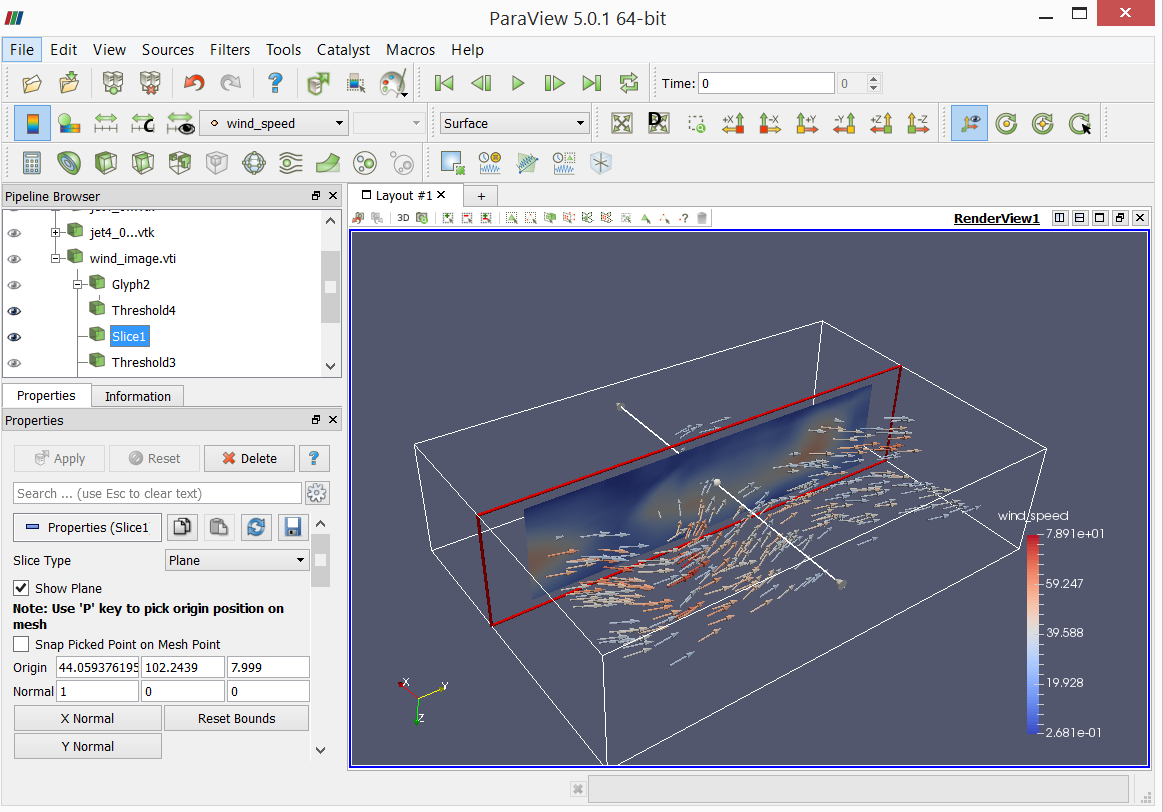 ParaView 5.0.1 64-bit
File Edit View Sources Filters Tools Catalyst Macros Help
Time: 0 0
wind_speed Surface +X -X +Y -Y +Z -Z
Pipeline Browser
Layout #1 +
3D RenderView1
jet4_0...vtk
wind_image.vti
Glyph2
Threshold4
Slice1
Threshold3
Properties Information
Properties
Apply Reset Delete ?
Search ... (use Esc to clear text)
Properties (Slice1
Slice Type Plane
Show Plane
Note: Use 'P' key to pick origin position on
mesh
Snap Picked Point on Mesh Point
Origin 44.059376195 102.2439 7.999
Normal 1 0 0
X Normal Reset Bounds
Y Normal
wind_speed
7.891e+01
59.247
39.588
19.928
2.681e-01
X Y
Z